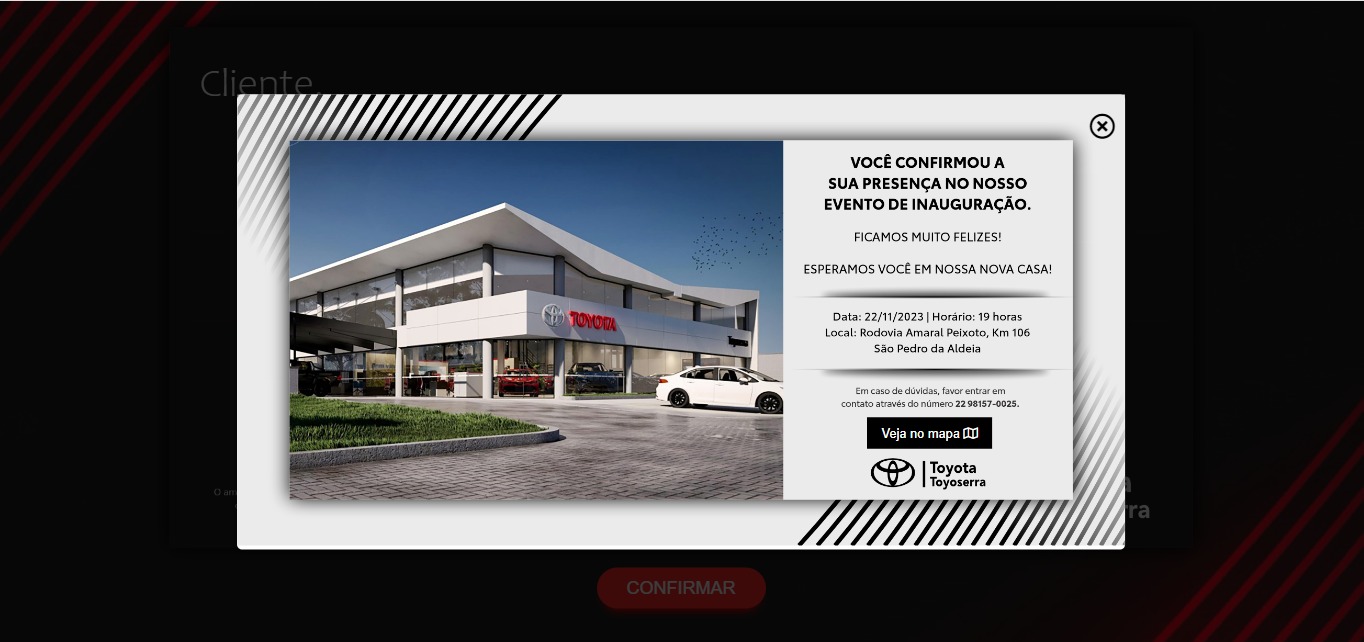 Cliente
VOCÊ CONFIRMOU A
SUA PRESENÇA NO NOSSO
EVENTO DE INAUGURAÇÃO.
FICAMOS MUITO FELIZES!
ESPERAMOS VOCÊ EM NOSSA NOVA CASA!
TOYOTA
Data: 22/11/2023 | Horário: 19 horas
Local: Rodovia Amaral Peixoto, Km 106
São Pedro da Aldeia
Em caso de dúvidas, favor entrar em
contato através do número 22 98157-0025.
Veja no mapa
Toyota
Toyoserra
CONFIRMAR